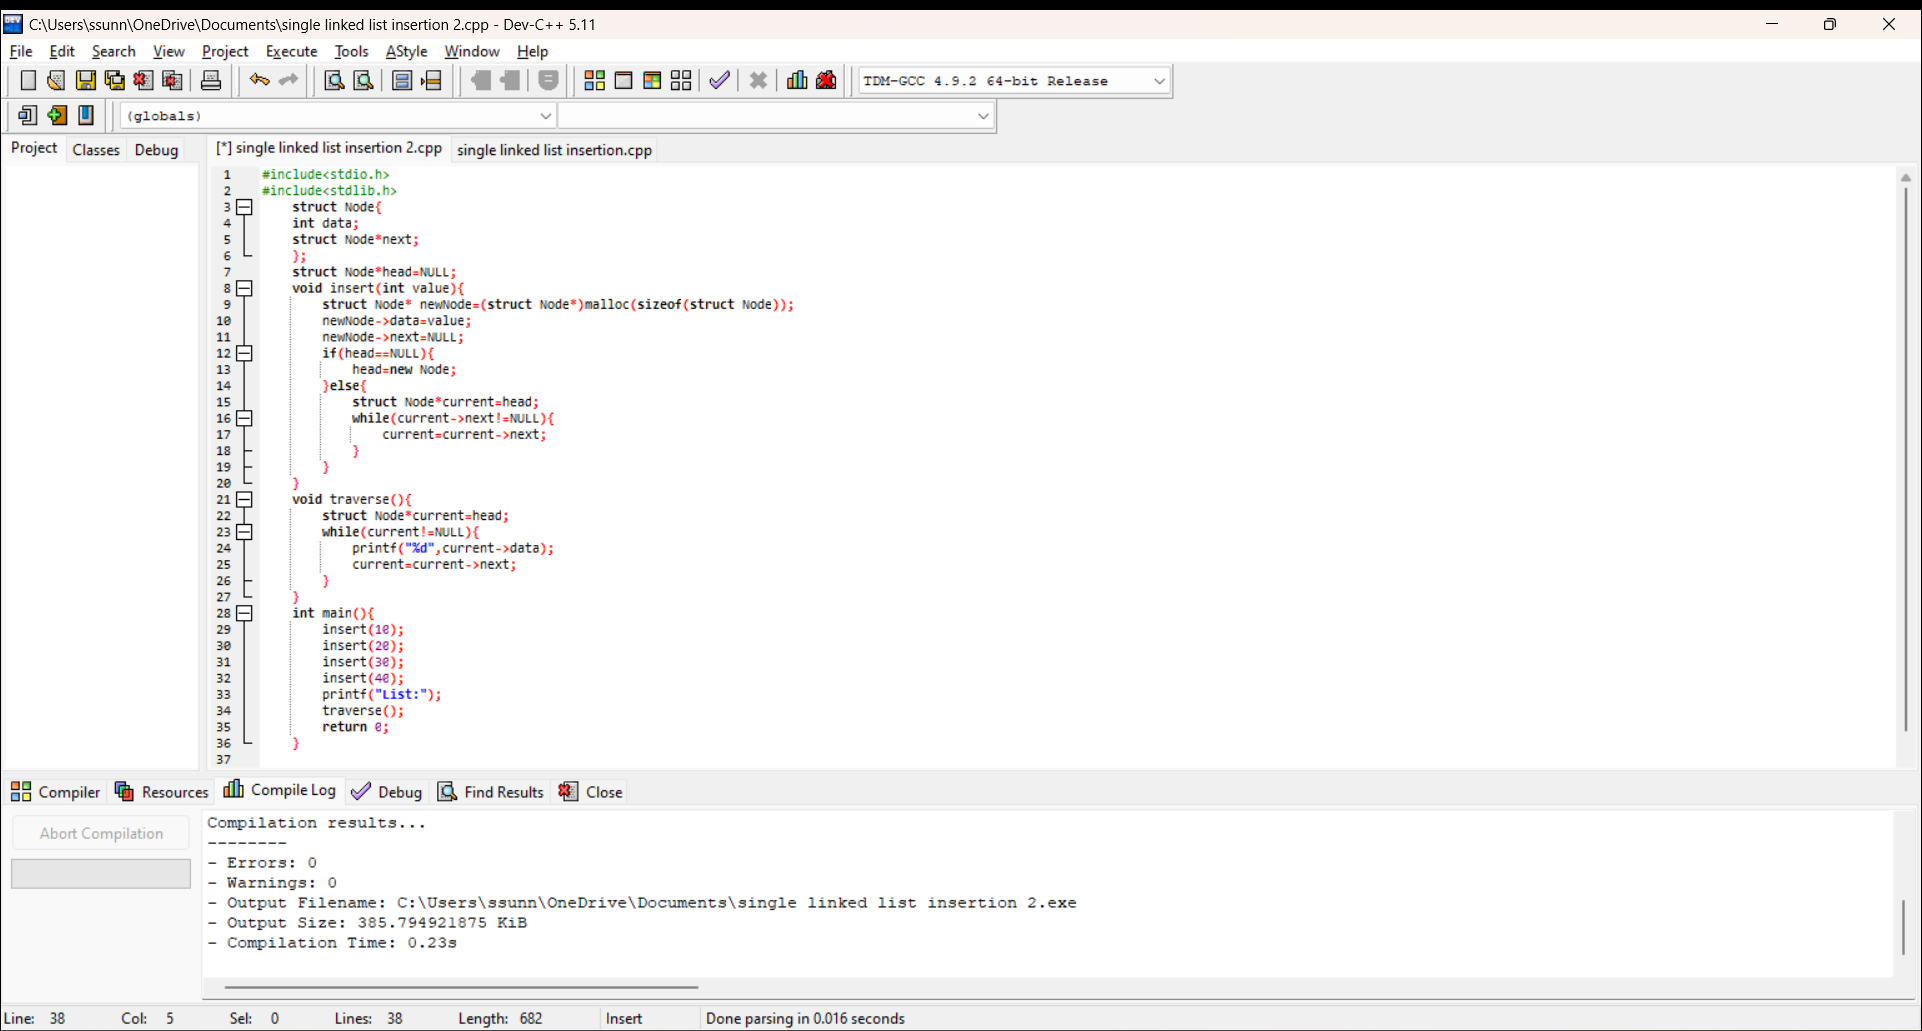 C:\Users\ssunn\OneDrive\Documents\single linked list insertion 2.cpp - Dev-C++ 5.11
File Edit Search View Project Execute Tools AStyle Window Help
TDM-GCC 4.9.2 64-bit Release
(globals)
Project Classes Debug
[*] single linked list insertion 2.cpp single linked list insertion.cpp
1 #include<stdio.h>
2 #include<stdlib.h>
3 struct Node{
4 int data;
5 struct Node*next;
6 };
7 struct Node*head=NULL;
8 void insert(int value){
9 struct Node* newNode=(struct Node*)malloc(sizeof(struct Node));
10 newNode->data=value;
11 newNode->next=NULL;
12 if(head==NULL){
13 head=new Node;
14 }else{
15 struct Node*current=head;
16 while(current->next!=NULL){
17 current=current->next;
18 }
19 }
20 }
21 void traverse(){
22 struct Node*current=head;
23 while(current!=NULL){
24 printf("%d",current->data);
25 current=current->next;
26 }
27 }
28 int main(){
29 insert(10);
30 insert(20);
31 insert(30);
32 insert(40);
33 printf("List:");
34 traverse();
35 return 0;
36 }
37
Compiler Resources Compile Log Debug Find Results Close
Abort Compilation
Compilation results...
--------
- Errors: 0
- Warnings: 0
- Output Filename: C:\Users\ssunn\OneDrive\Documents\single linked list insertion 2.exe
- Output Size: 385.794921875 KiB
- Compilation Time: 0.23s
Line: 38 Col: 5 Sel: 0 Lines: 38 Length: 682 Insert Done parsing in 0.016 seconds